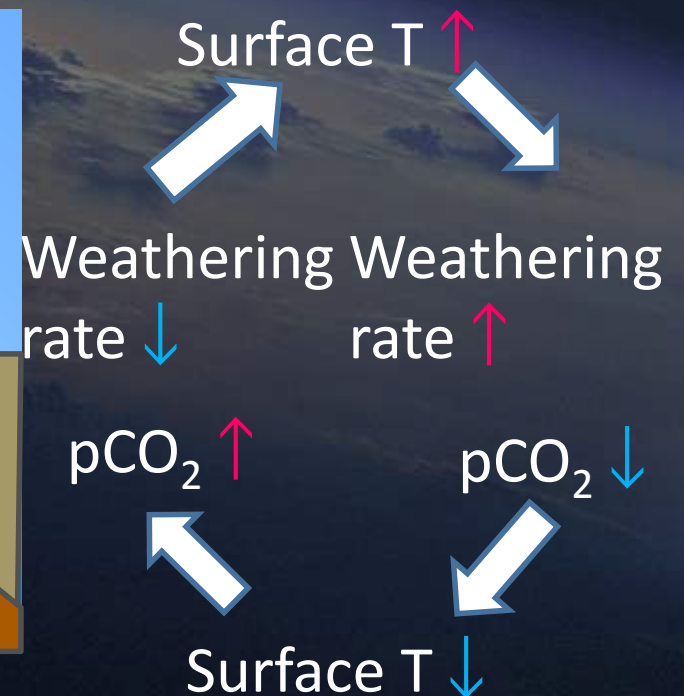 Surface T ↑
Weathering
rate ↓
pCO₂ ↑
Weathering
rate ↑
pCO₂ ↓
Surface T ↓